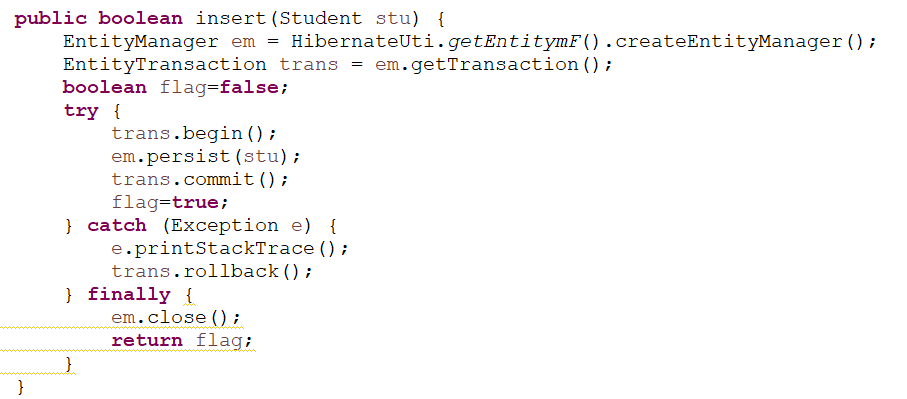 public boolean insert(Student stu) {
    EntityManager em = HibernateUti.getEntitymF().createEntityManager();
    EntityTransaction trans = em.getTransaction();
    boolean flag=false;
    try {
        trans.begin();
        em.persist(stu);
        trans.commit();
        flag=true;
    } catch (Exception e) {
        e.printStackTrace();
        trans.rollback();
    } finally {
        em.close();
        return flag;
    }
}